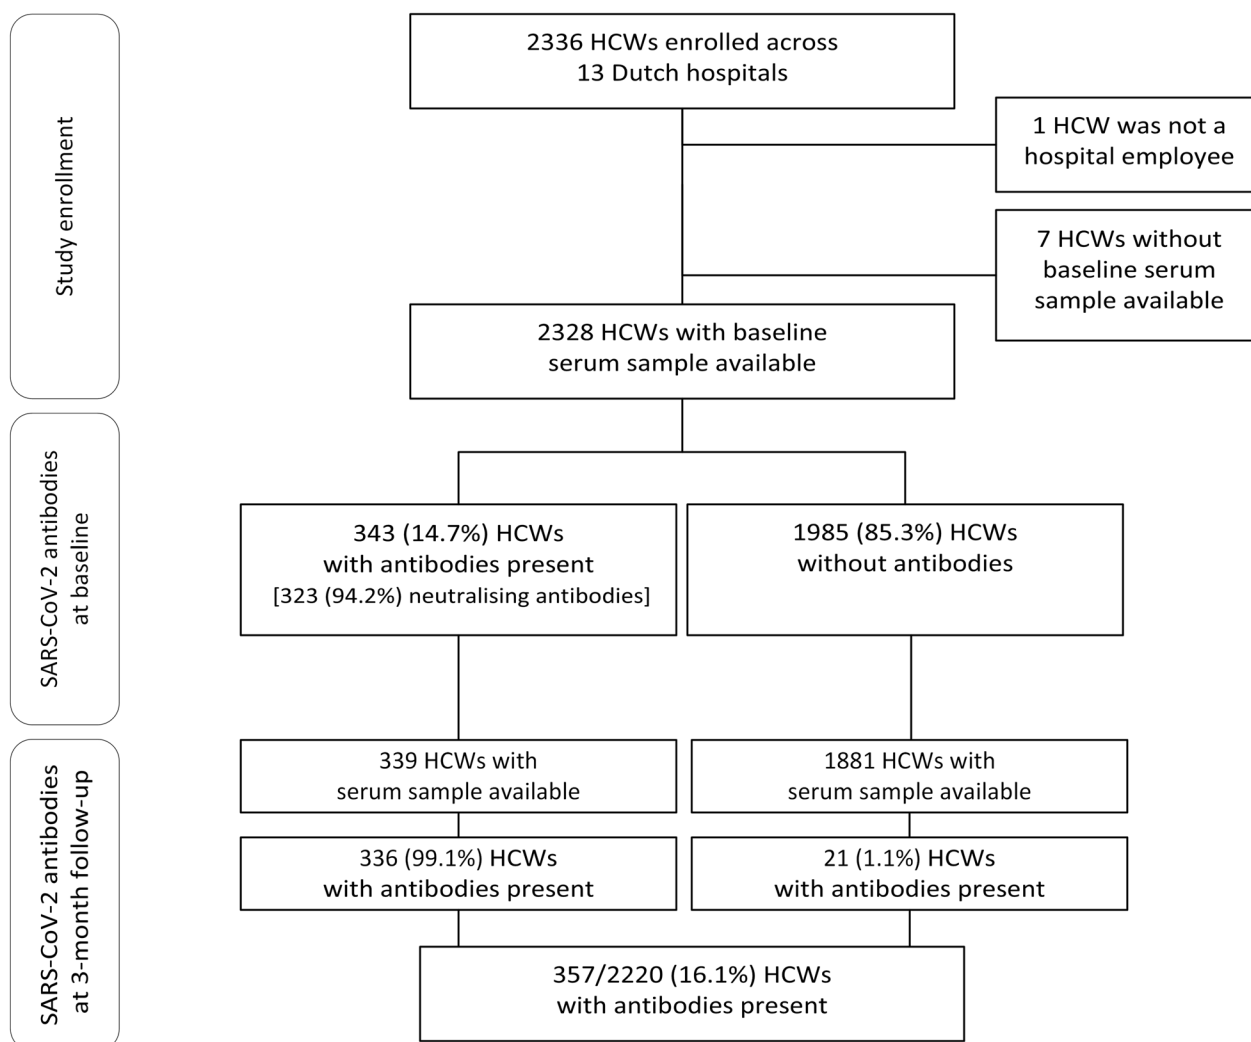 Study enrollment
2336 HCWs enrolled across
13 Dutch hospitals
1 HCW was not a
hospital employee
7 HCWs without
baseline serum
sample available
2328 HCWs with baseline
serum sample available
SARS-CoV-2 antibodies
at baseline
343 (14.7%) HCWs
with antibodies present
[323 (94.2%) neutralising antibodies]
1985 (85.3%) HCWs
without antibodies
SARS-CoV-2 antibodies
at 3-month follow-up
339 HCWs with
serum sample available
1881 HCWs with
serum sample available
336 (99.1%) HCWs
with antibodies present
21 (1.1%) HCWs
with antibodies present
357/2220 (16.1%) HCWs
with antibodies present